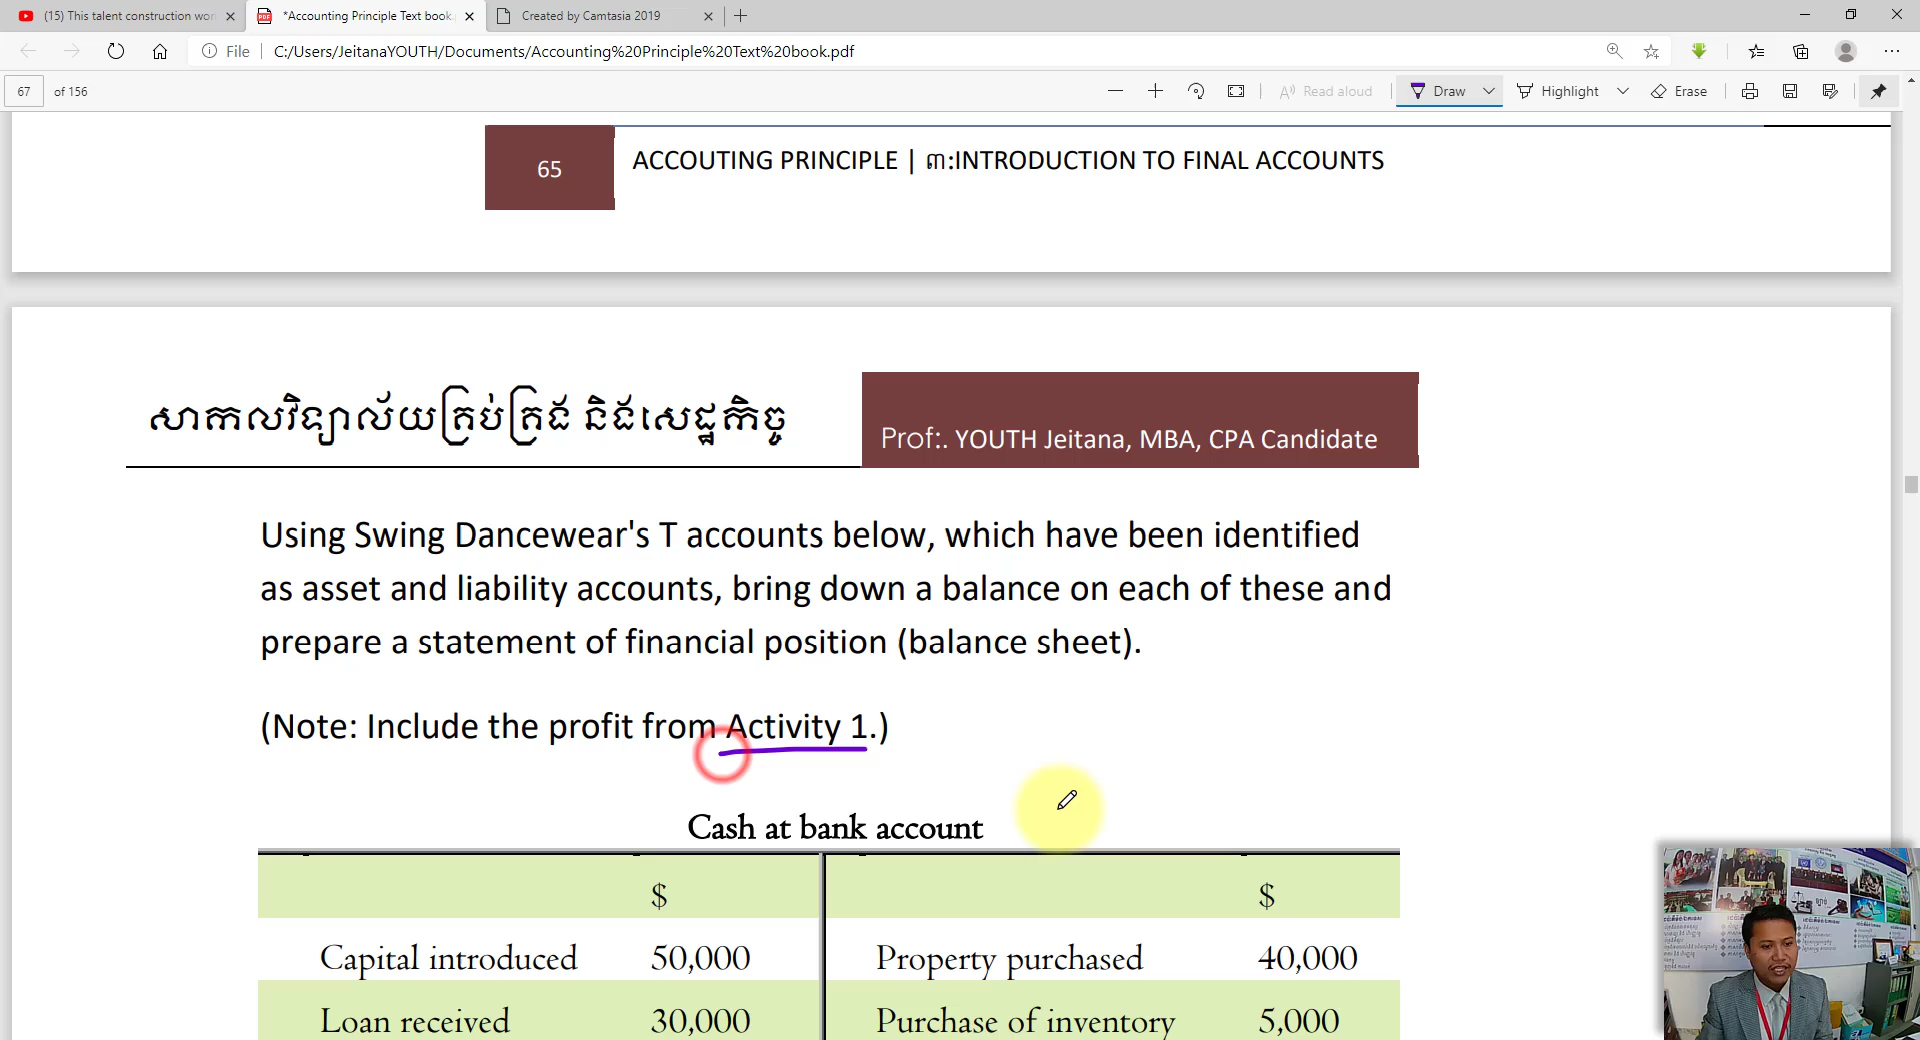 (15) This talent construction wor
*Accounting Principle Text book.
Created by Camtasia 2019
File
C:/Users/JeitanaYOUTH/Documents/Accounting%20Principle%20Text%20book.pdf
67 of 156
Read aloud
Draw
Highlight
Erase
65
ACCOUTING PRINCIPLE | ៣:INTRODUCTION TO FINAL ACCOUNTS
សាកលវិទ្យាល័យគ្រប់គ្រង និងសេដ្ឋកិច្ច
Prof:. YOUTH Jeitana, MBA, CPA Candidate
Using Swing Dancewear's T accounts below, which have been identified
as asset and liability accounts, bring down a balance on each of these and
prepare a statement of financial position (balance sheet).
(Note: Include the profit from Activity 1.)
Cash at bank account
$ $
Capital introduced 50,000 Property purchased 40,000
Loan received 30,000 Purchase of inventory 5,000